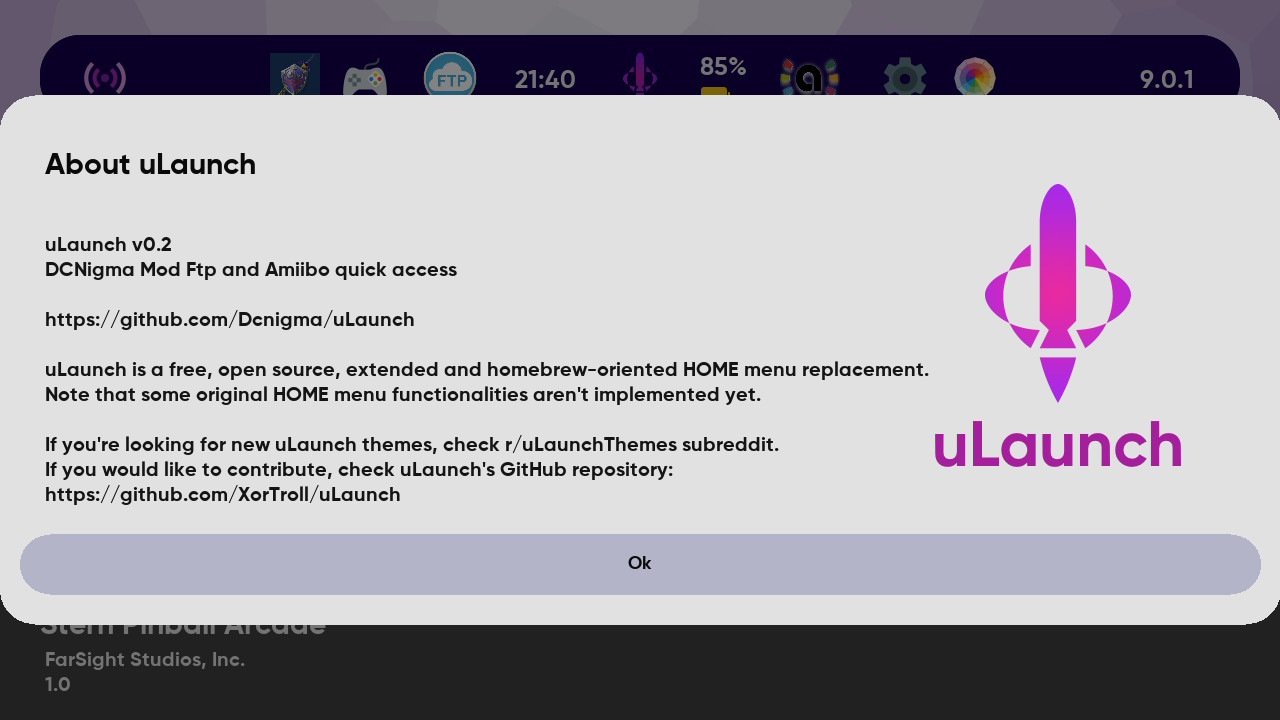 FTP
21:40
85%
a
9.0.1
About uLaunch
uLaunch v0.2
DCNigma Mod Ftp and Amiibo quick access
https://github.com/Dcnigma/uLaunch
uLaunch is a free, open source, extended and homebrew-oriented HOME menu replacement.
Note that some original HOME menu functionalities aren't implemented yet.
If you're looking for new uLaunch themes, check r/uLaunchThemes subreddit.
If you would like to contribute, check uLaunch's GitHub repository:
https://github.com/XorTroll/uLaunch
uLaunch
Ok
Stern Pinball Arcade
FarSight Studios, Inc.
1.0